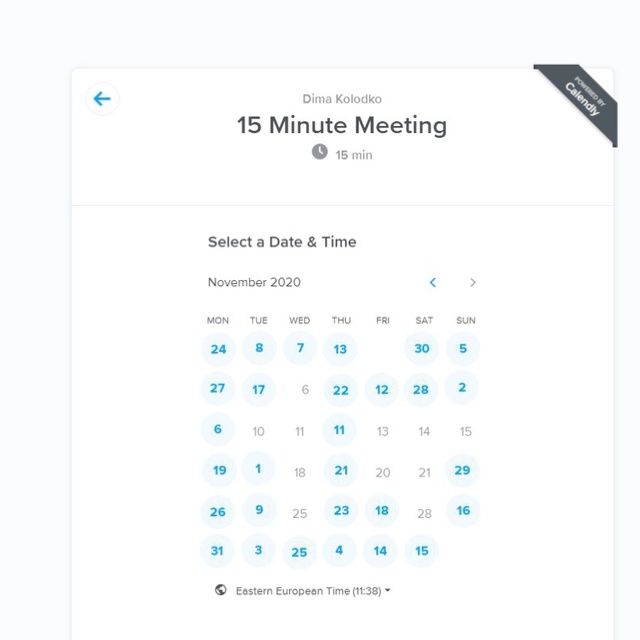 POWERED BY
Calendly
Dima Kolodko
15 Minute Meeting
15 min
Select a Date & Time
November 2020
MON TUE WED THU FRI SAT SUN
24 8 7 13 30 5
27 17 6 22 12 28 2
6 10 11 11 13 14 15
19 1 18 21 20 21 29
26 9 25 23 18 28 16
31 3 25 4 14 15
Eastern European Time (11:38)